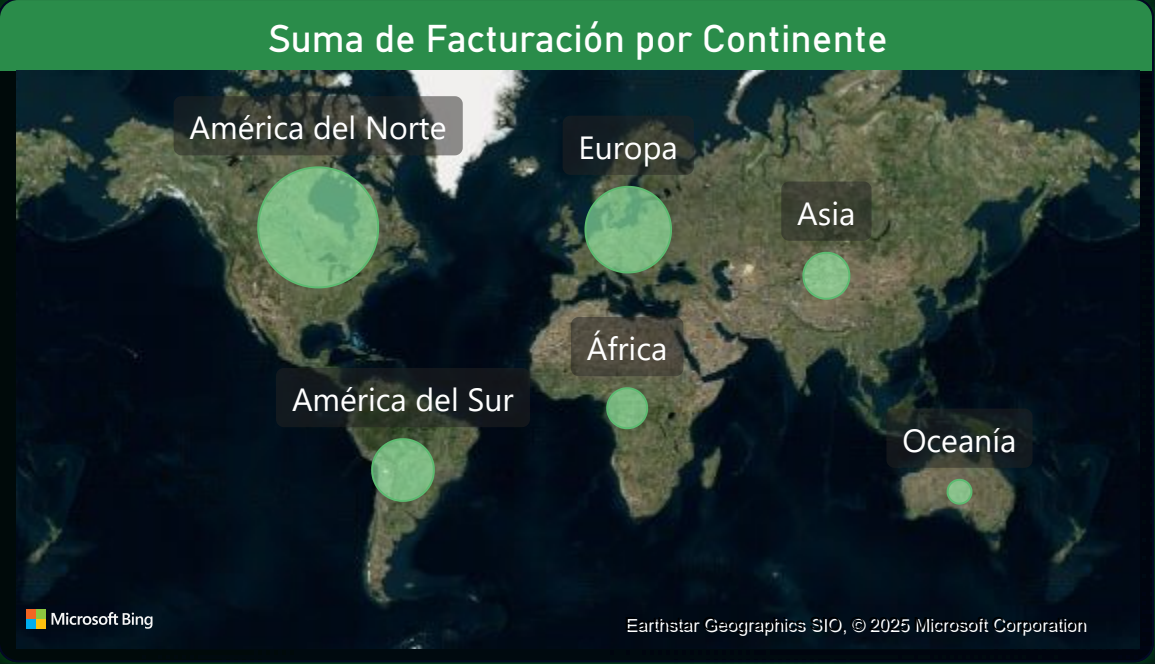 Suma de Facturación por Continente
América del Norte
Europa
Asia
África
América del Sur
Oceanía
Microsoft Bing
Earthstar Geographics SIO, © 2025 Microsoft Corporation